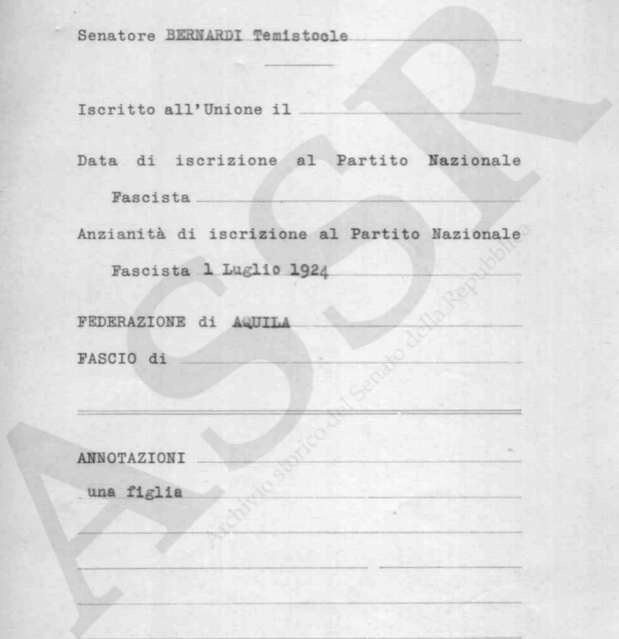 Senatore BERNARDI Temistocle
Iscritto all'Unione il
Data di iscrizione al Partito Nazionale
Fascista
Anzianità di iscrizione al Partito Nazionale
Fascista 1 Luglio 1924
FEDERAZIONE di AQUILA
FASCIO di
ANNOTAZIONI
una figlia
ASSR
Archivio storico del Senato della Repubblica